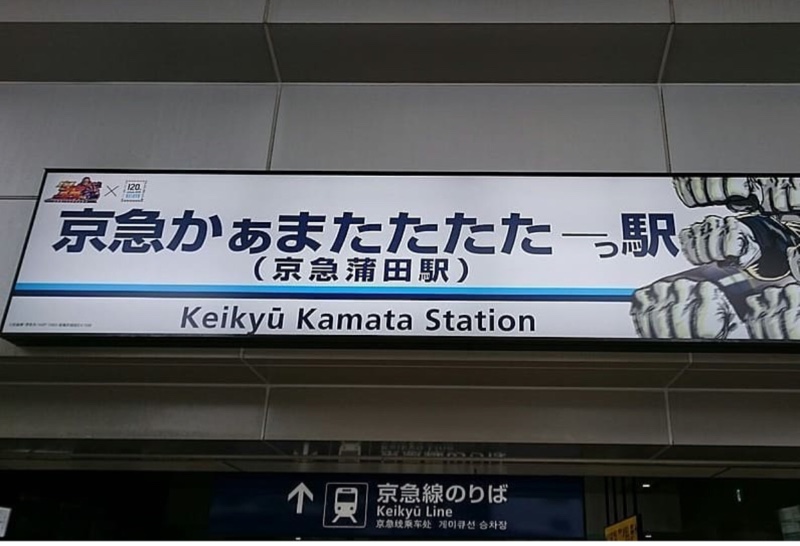 120
京急かぁまたたたたーっ駅
(京急蒲田駅)
Keikyū Kamata Station
京急線のりば
Keikyū Line
京急线乘车处 게이큐선 승차장